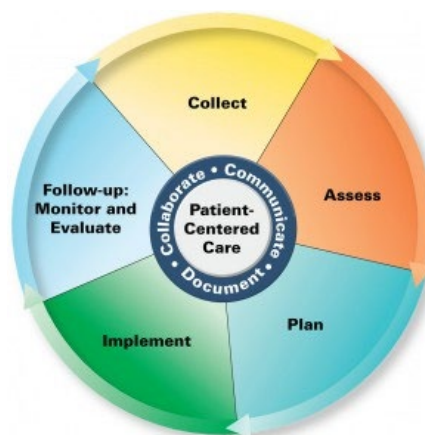 Collect
Assess
Plan
Implement
Follow-up:
Monitor and
Evaluate
Collaborate • Communicate • Document •
Patient-
Centered
Care